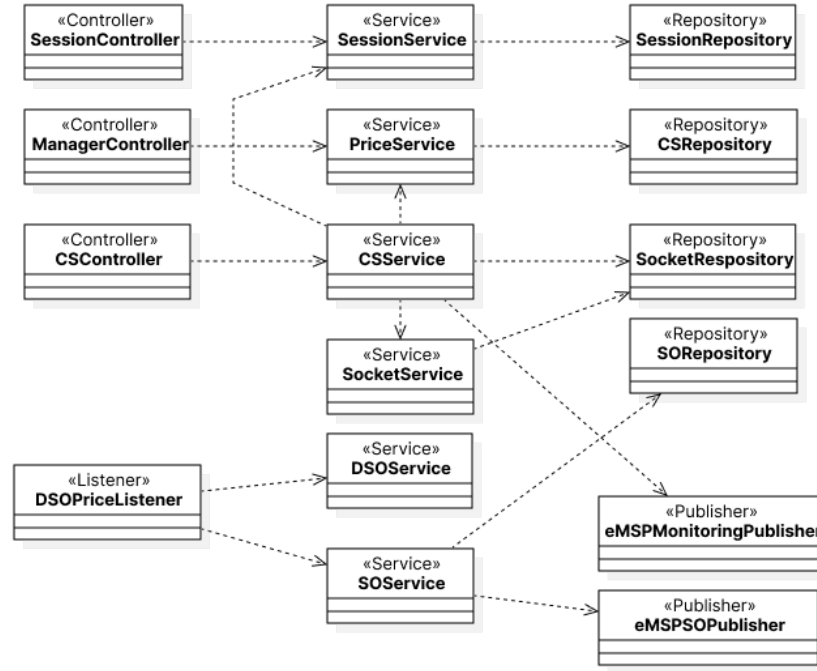 «Controller»
SessionController
«Service»
SessionService
«Repository»
SessionRepository
«Controller»
ManagerController
«Service»
PriceService
«Repository»
CSRepository
«Controller»
CSController
«Service»
CSService
«Repository»
SocketRespository
«Repository»
SORepository
«Service»
SocketService
«Service»
DSOService
«Listener»
DSOPriceListener
«Publisher»
eMSPMonitoringPublisher
«Service»
SOService
«Publisher»
eMSPSOPublisher